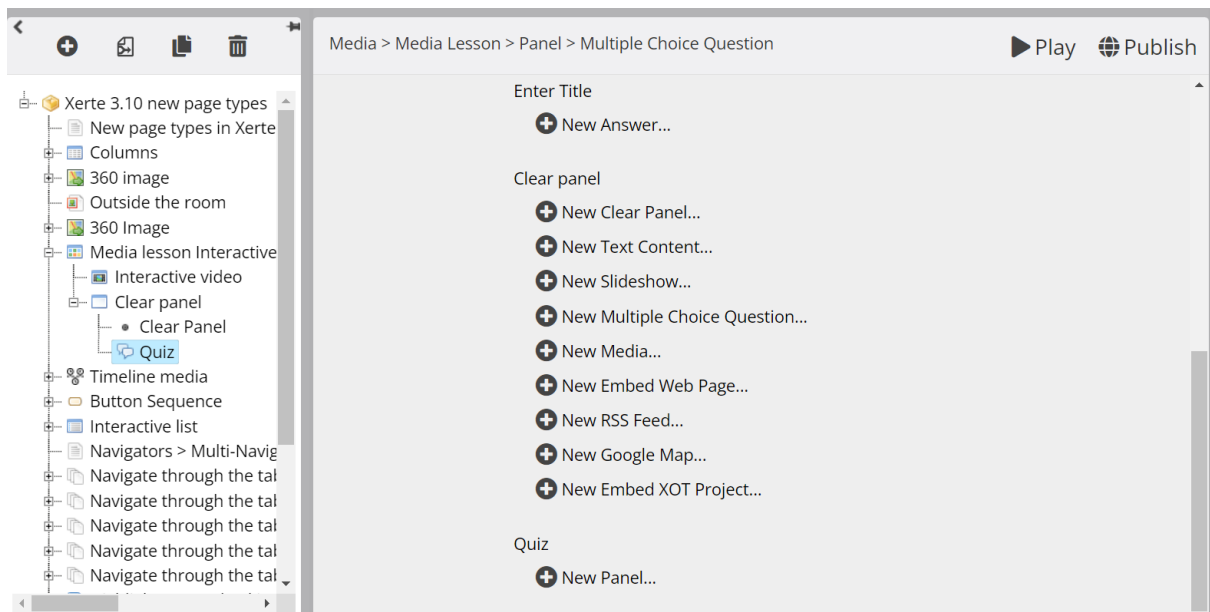 Media > Media Lesson > Panel > Multiple Choice Question
Play
Publish
Xerte 3.10 new page types
New page types in Xerte
Columns
360 image
Outside the room
360 Image
Media lesson Interactive
Interactive video
Clear panel
Clear Panel
Quiz
Timeline media
Button Sequence
Interactive list
Navigators > Multi-Navig
Navigate through the tab
Navigate through the tab
Navigate through the tab
Navigate through the tab
Navigate through the tab
Enter Title
New Answer...
Clear panel
New Clear Panel...
New Text Content...
New Slideshow...
New Multiple Choice Question...
New Media...
New Embed Web Page...
New RSS Feed...
New Google Map...
New Embed XOT Project...
Quiz
New Panel...